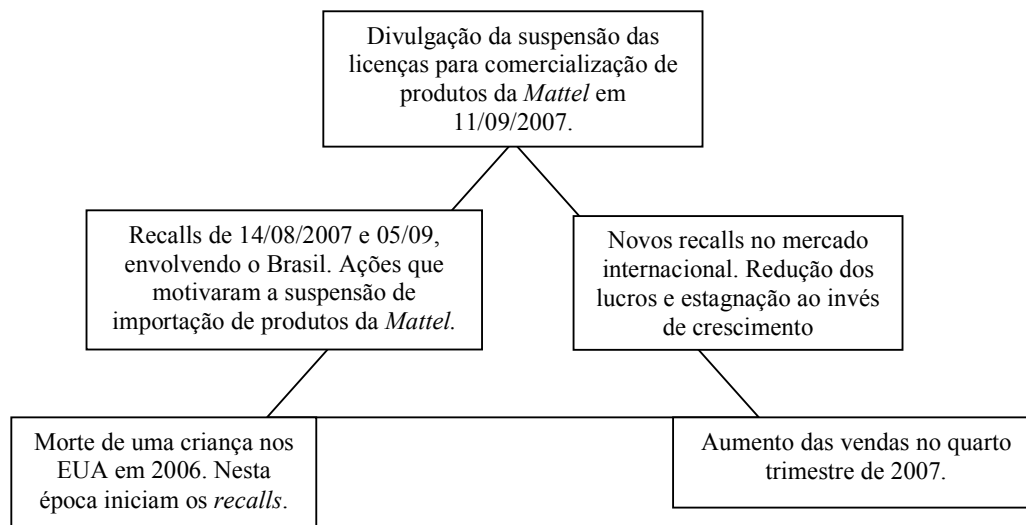 Divulgação da suspensão das
licenças para comercialização de
produtos da Mattel em
11/09/2007.
Recalls de 14/08/2007 e 05/09,
envolvendo o Brasil. Ações que
motivaram a suspensão de
importação de produtos da Mattel.
Novos recalls no mercado
internacional. Redução dos
lucros e estagnação ao invés
de crescimento
Morte de uma criança nos
EUA em 2006. Nesta
época iniciam os recalls.
Aumento das vendas no quarto
trimestre de 2007.